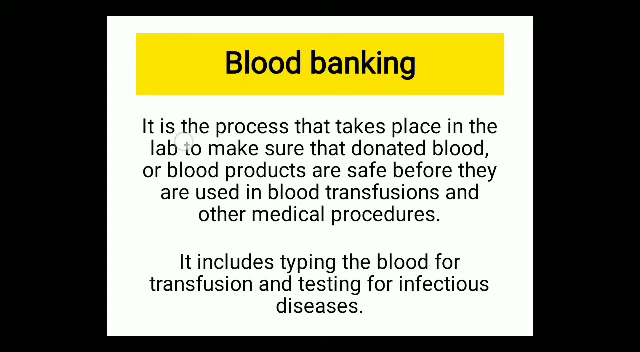 Blood banking
It is the process that takes place in the
lab to make sure that donated blood,
or blood products are safe before they
are used in blood transfusions and
other medical procedures.
It includes typing the blood for
transfusion and testing for infectious
diseases.